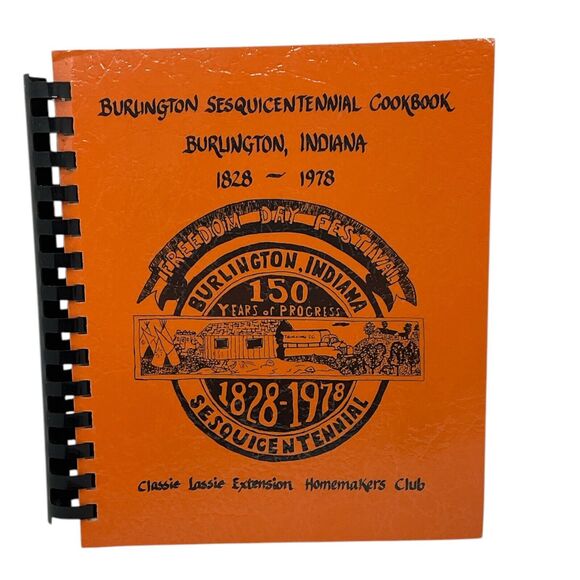 Burlington Sesquicentennial Cookbook
Burlington, Indiana
1828 ~ 1978
FREEDOM DAY FESTIVAL
BURLINGTON, INDIANA
150
YEARS OF PROGRESS
1828-1978
SESQUICENTENNIAL
Classie Lassie Extension Homemakers Club